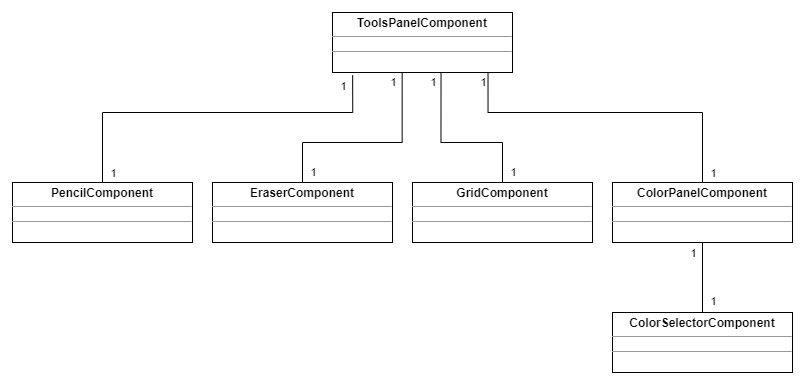 ToolsPanelComponent
1 1 1 1
1 1 1 1
PencilComponent EraserComponent GridComponent ColorPanelComponent
1
1
ColorSelectorComponent